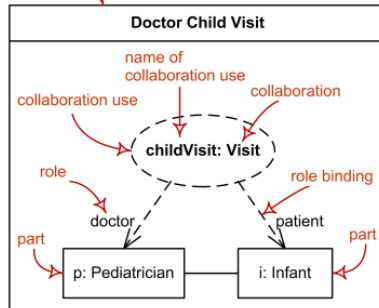 Doctor Child Visit
name of
collaboration use
collaboration use
collaboration
childVisit: Visit
role
role binding
doctor
patient
part
part
p: Pediatrician
i: Infant